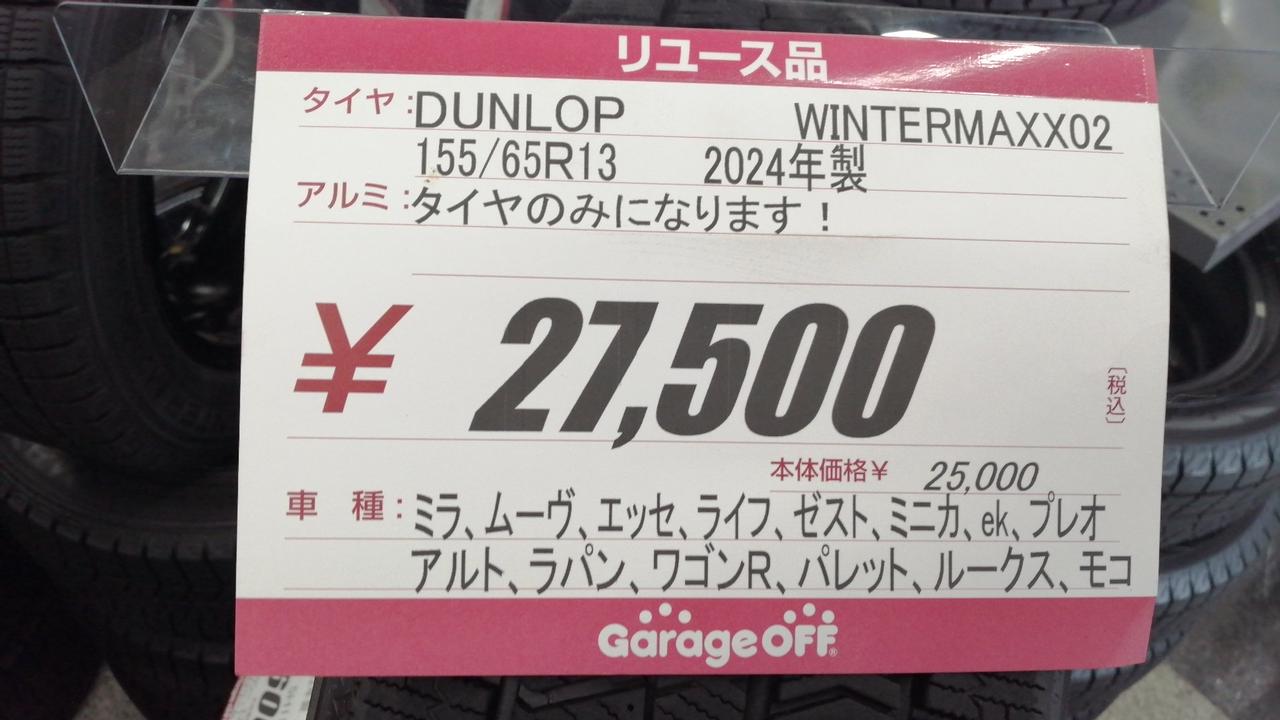 リユース品
タイヤ:DUNLOP WINTERMAXX02
155/65R13 2024年製
アルミ:タイヤのみになります!
¥27,500
〔税込〕
本体価格¥ 25,000
車種:ミラ、ムーヴ、エッセ、ライフ、ゼスト、ミニカ、ek、プレオ
アルト、ラパン、ワゴンR、パレット、ルークス、モコ
Garage OFF®